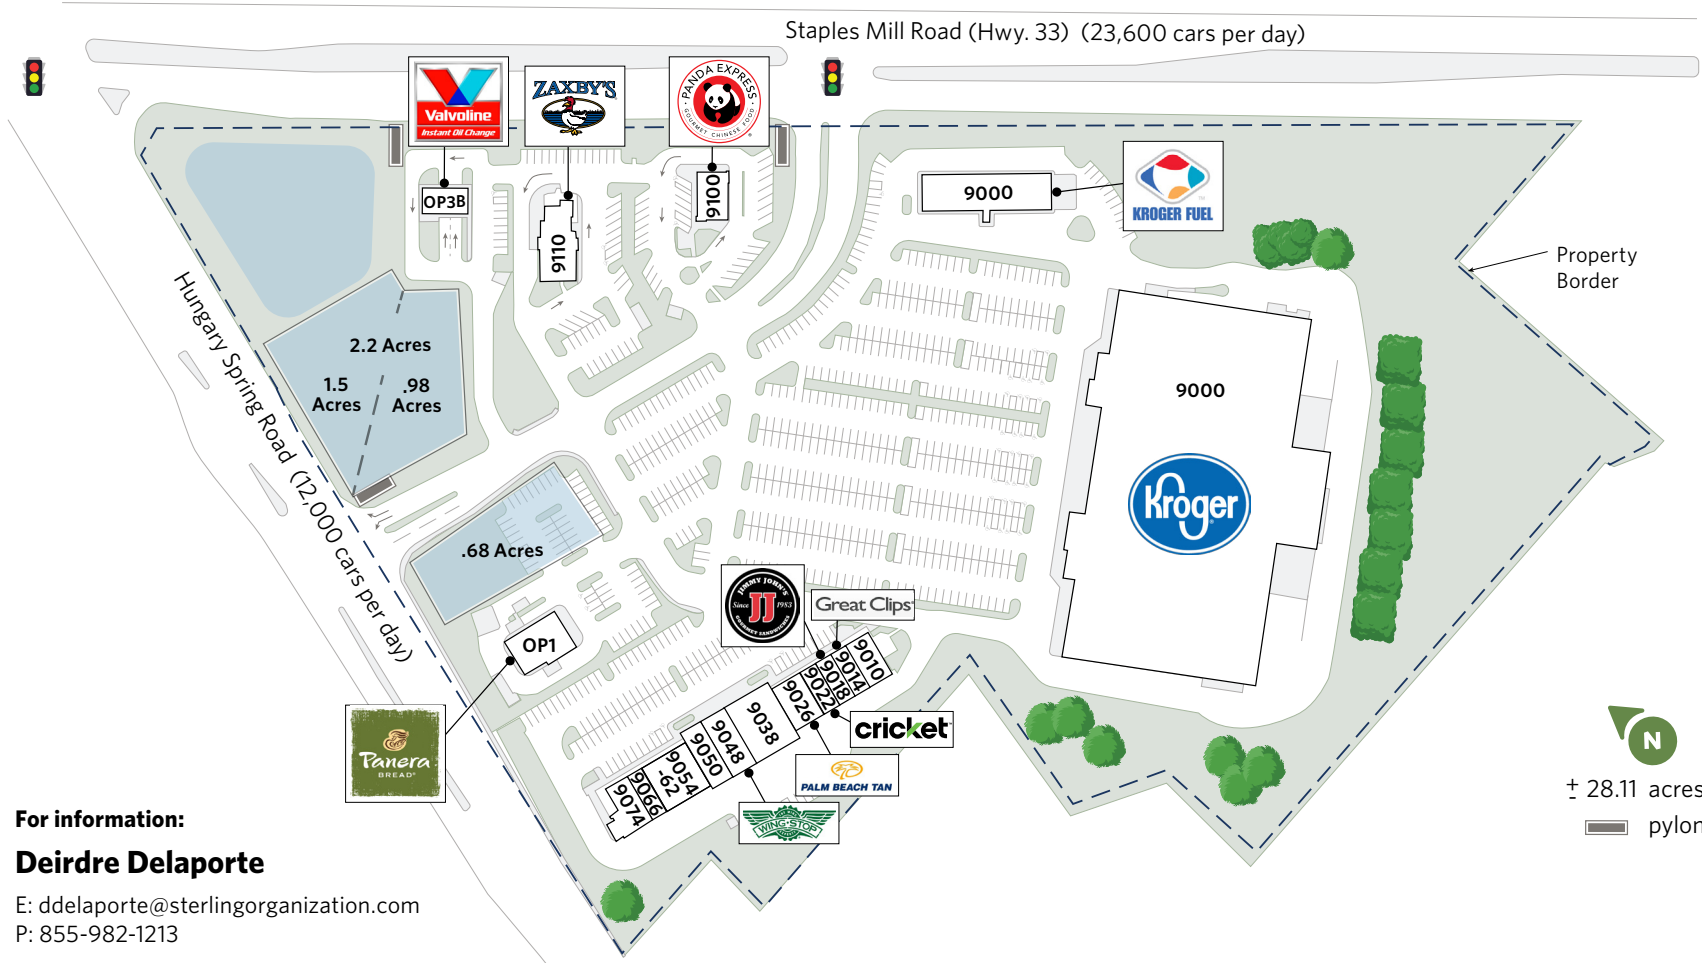 Staples Mill Road (Hwy. 33) (23,600 cars per day)
Valvoline
Instant Oil Change
ZAXBY'S
PANDA EXPRESS
GOURMET CHINESE FOOD
OP3B
9110
9100
9000
KROGER FUEL
Property
Border
Hungary Spring Road (12,000 cars per day)
2.2 Acres
1.5
Acres
.98
Acres
9000
Kroger
.68 Acres
JIMMY JOHN'S
Since JJ 1983
GOURMET SANDWICHES
Great Clips
OP1
9010
9014
9018
9022
9026
9038
9048
9050
9054
-62
9066
9074
cricket
PALM BEACH TAN
WING·STOP
Panera
BREAD®
N
± 28.11 acres
pylon
For information:
Deirdre Delaporte
E: ddelaporte@sterlingorganization.com
P: 855-982-1213